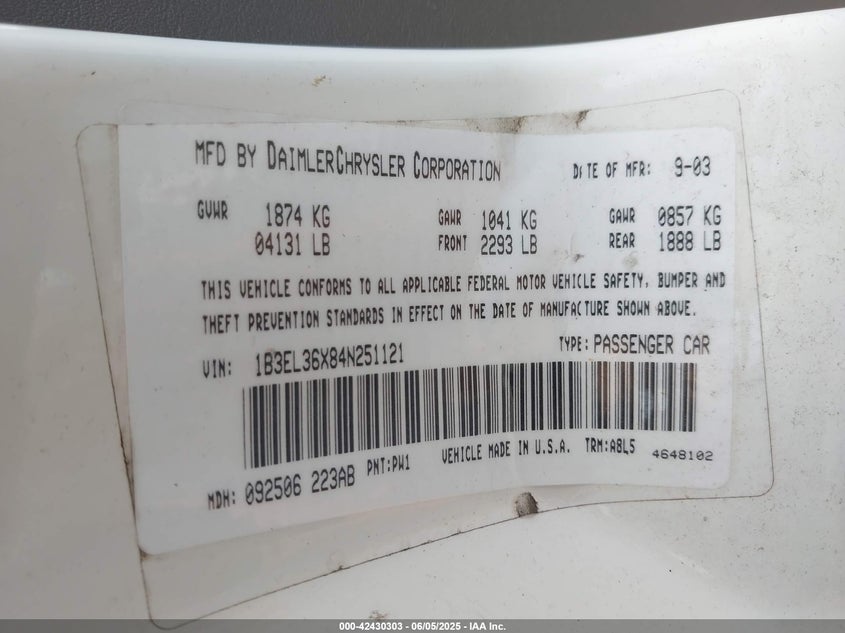 MFD BY DAIMLERCHRYSLER CORPORATION DATE OF MFR: 9-03
GVWR 1874 KG GAWR 1041 KG GAWR 0857 KG
04131 LB FRONT 2293 LB REAR 1888 LB
THIS VEHICLE CONFORMS TO ALL APPLICABLE FEDERAL MOTOR VEHICLE SAFETY, BUMPER AND
THEFT PREVENTION STANDARDS IN EFFECT ON THE DATE OF MANUFACTURE SHOWN ABOVE.
VIN: 1B3EL36X84N251121 TYPE: PASSENGER CAR
MDH: 092506 223AB PNT:PW1 VEHICLE MADE IN U.S.A. TRM:A8L5 4648102
000-42430303 - 06/05/2025 - IAA Inc.